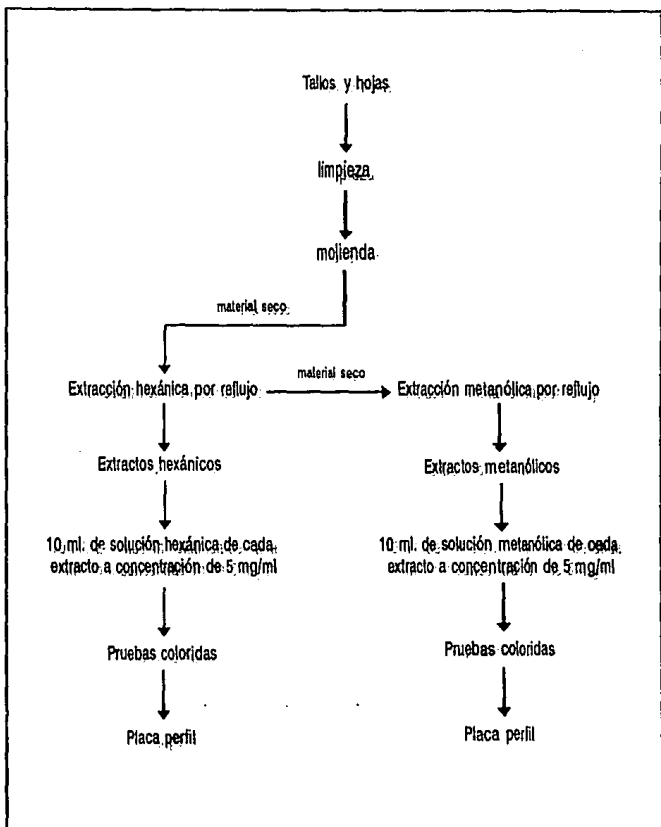 Tallos y hojas
limpieza
molienda
material seco
Extracción hexánica por reflujo
material seco
Extracción metanólica por reflujo
Extractos hexánicos
Extractos metanólicos
10 ml. de solución hexánica de cada
extracto a concentración de 5 mg/ml
10 ml. de solución metanólica de cada
extracto a concentración de 5 mg/ml
Pruebas coloridas
Pruebas coloridas
Placa perfil
Placa perfil